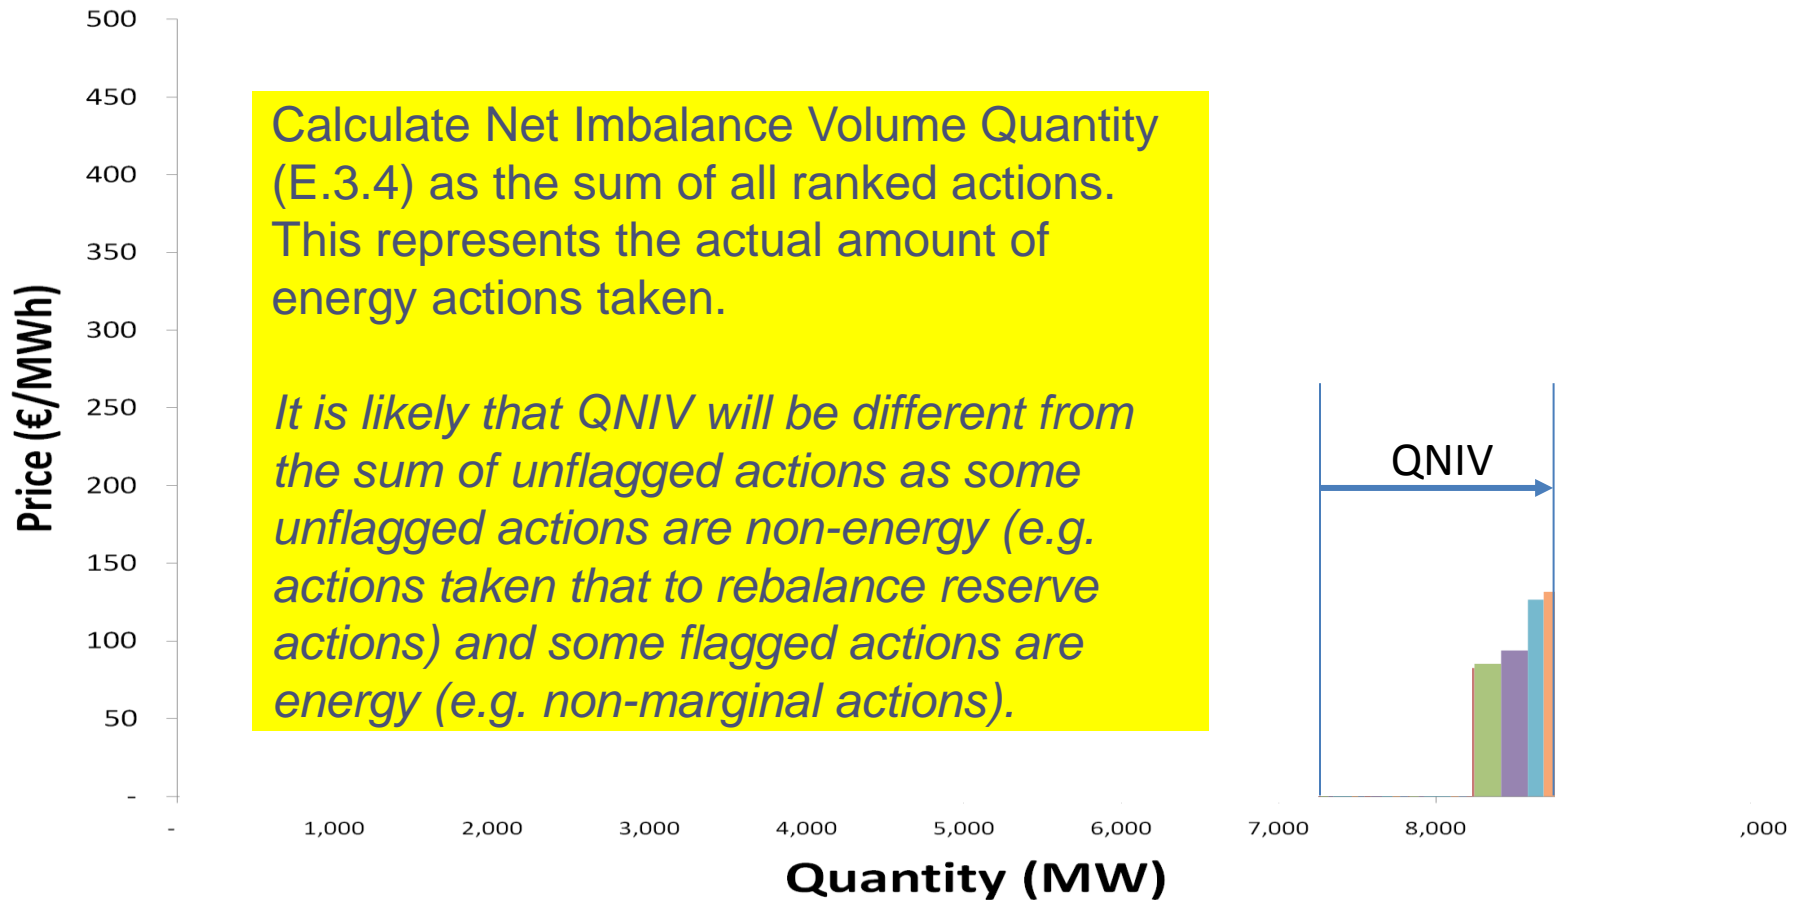 500
450
400
350
300
250
200
150
100
50
-
Price (€/MWh)
Calculate Net Imbalance Volume Quantity
(E.3.4) as the sum of all ranked actions.
This represents the actual amount of
energy actions taken.
It is likely that QNIV will be different from
the sum of unflagged actions as some
unflagged actions are non-energy (e.g.
actions taken that to rebalance reserve
actions) and some flagged actions are
energy (e.g. non-marginal actions).
QNIV
- 1,000 2,000 3,000 4,000 5,000 6,000 7,000 8,000 ,000
Quantity (MW)